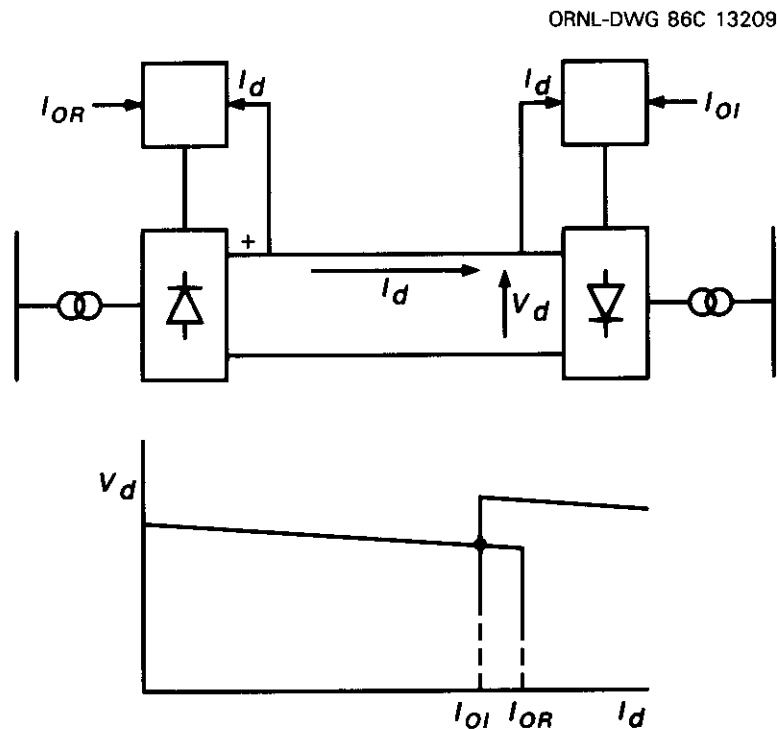 ORNL-DWG 86C 13209
I_OR
I_d
I_d
I_OI
+
I_d
V_d
V_d
I_OI
I_OR
I_d